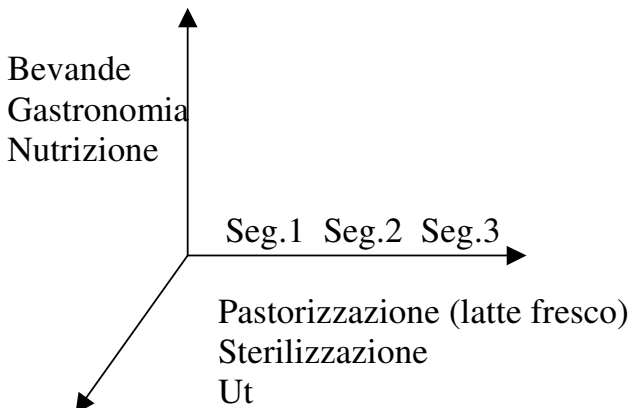 Bevande
Gastronomia
Nutrizione
Seg.1 Seg.2 Seg.3
Pastorizzazione (latte fresco)
Sterilizzazione
Ut